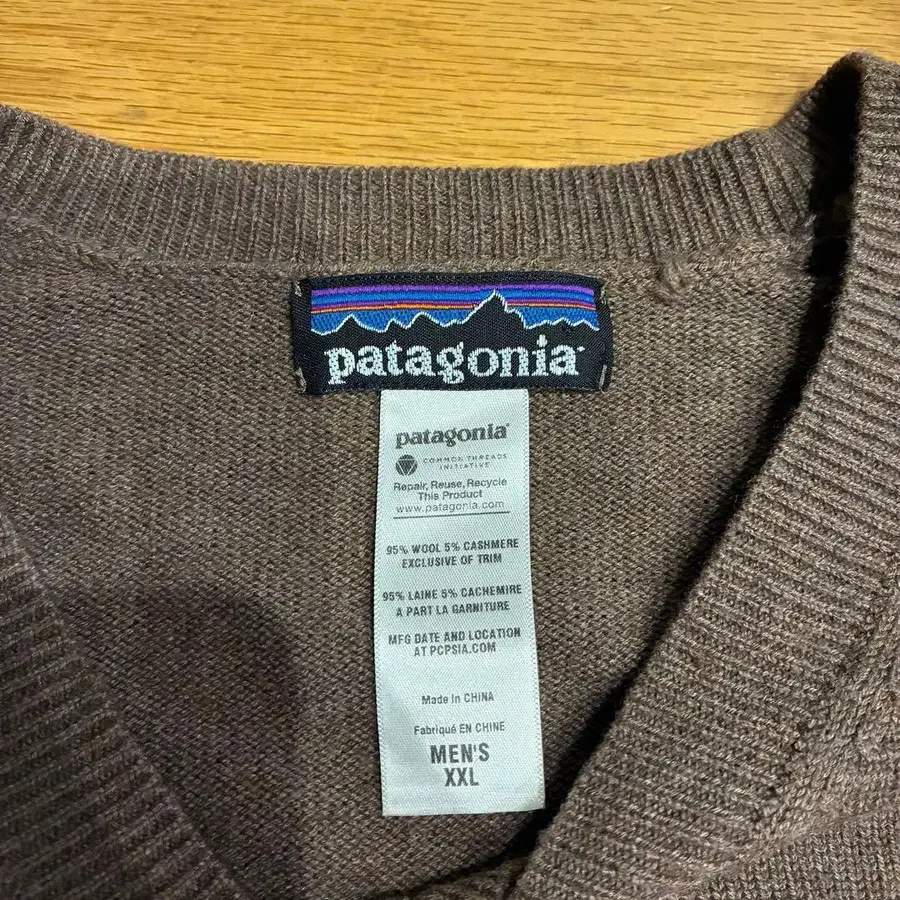 patagonia
patagonia
COMMON THREADS
INITIATIVE
Repair, Reuse, Recycle
This Product
www.patagonia.com
95% WOOL 5% CASHMERE
EXCLUSIVE OF TRIM
95% LAINE 5% CACHEMIRE
A PART LA GARNITURE
MFG DATE AND LOCATION
AT PCPSIA.COM
Made in CHINA
Fabriqué EN CHINE
MEN'S
XXL